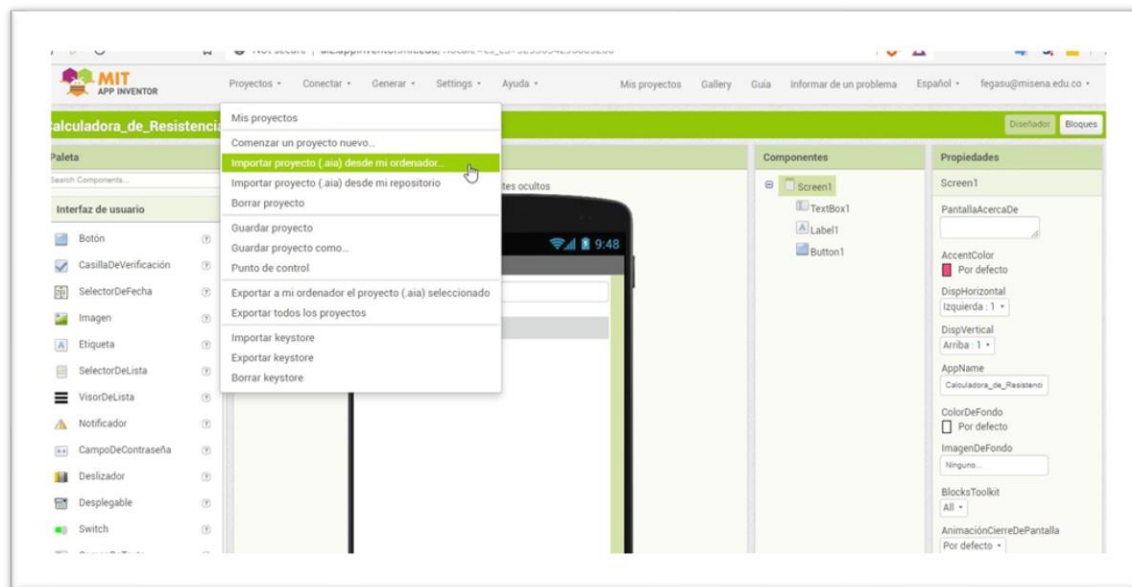 MIT
APP INVENTOR
Proyectos
Conectar
Generar
Settings
Ayuda
Mis proyectos
Gallery
Guía
Informar de un problema
Español
fegasu@misena.edu.co
alculadora_de_Resistencia
Diseñador
Bloques
Mis proyectos
Comenzar un proyecto nuevo...
Importar proyecto (.aia) desde mi ordenador...
Importar proyecto (.aia) desde mi repositorio
Borrar proyecto
Guardar proyecto
Guardar proyecto como...
Punto de control
Exportar a mi ordenador el proyecto (.aia) seleccionado
Exportar todos los proyectos
Importar keystore
Exportar keystore
Borrar keystore
Paleta
Search Components...
Interfaz de usuario
Botón
CasillaDeVerificación
SelectorDeFecha
Imagen
Etiqueta
SelectorDeLista
VisorDeLista
Notificador
CampoDeContraseña
Deslizador
Desplegable
Switch
tes ocultos
9:48
Componentes
Screen1
TextBox1
Label1
Button1
Propiedades
Screen1
PantallaAcercaDe
AccentColor
Por defecto
DispHorizontal
Izquierda : 1
DispVertical
Arriba : 1
AppName
Calculadora_de_Resistenci
ColorDeFondo
Por defecto
ImagenDeFondo
Ninguno...
BlocksToolkit
All
AnimaciónCierreDePantalla
Por defecto